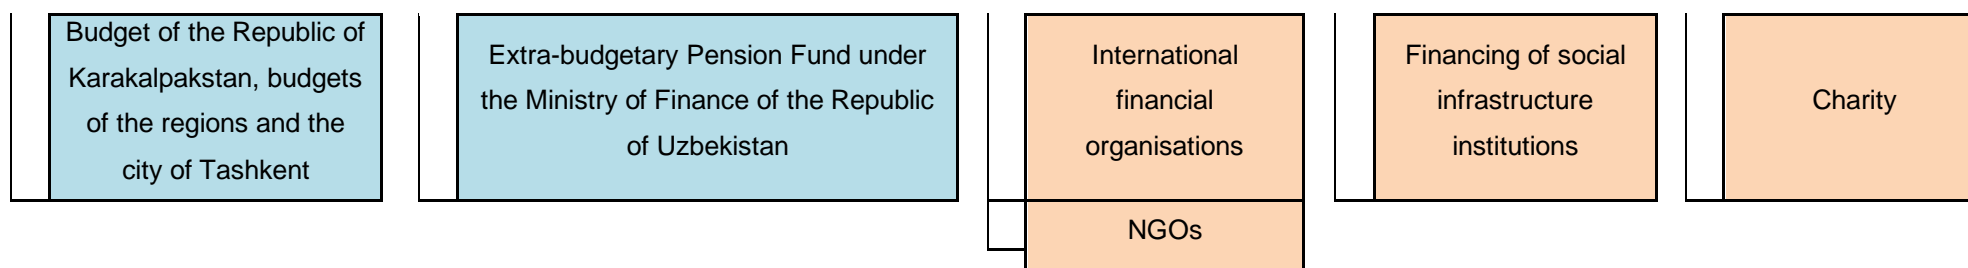 Budget of the Republic of
Karakalpakstan, budgets
of the regions and the
city of Tashkent
Extra-budgetary Pension Fund under
the Ministry of Finance of the Republic
of Uzbekistan
International
financial
organisations
NGOs
Financing of social
infrastructure
institutions
Charity